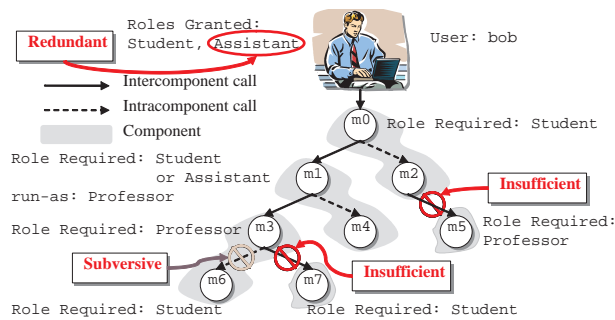 Roles Granted:
Student, Assistant
Redundant
User: bob
Intercomponent call
Intracomponent call
Component
m0
Role Required: Student
Role Required: Student
or Assistant
run-as: Professor
m1
m2
Insufficient
Role Required: Professor
m3
m4
m5
Role Required:
Professor
Subversive
m6
m7
Insufficient
Role Required: Student
Role Required: Student